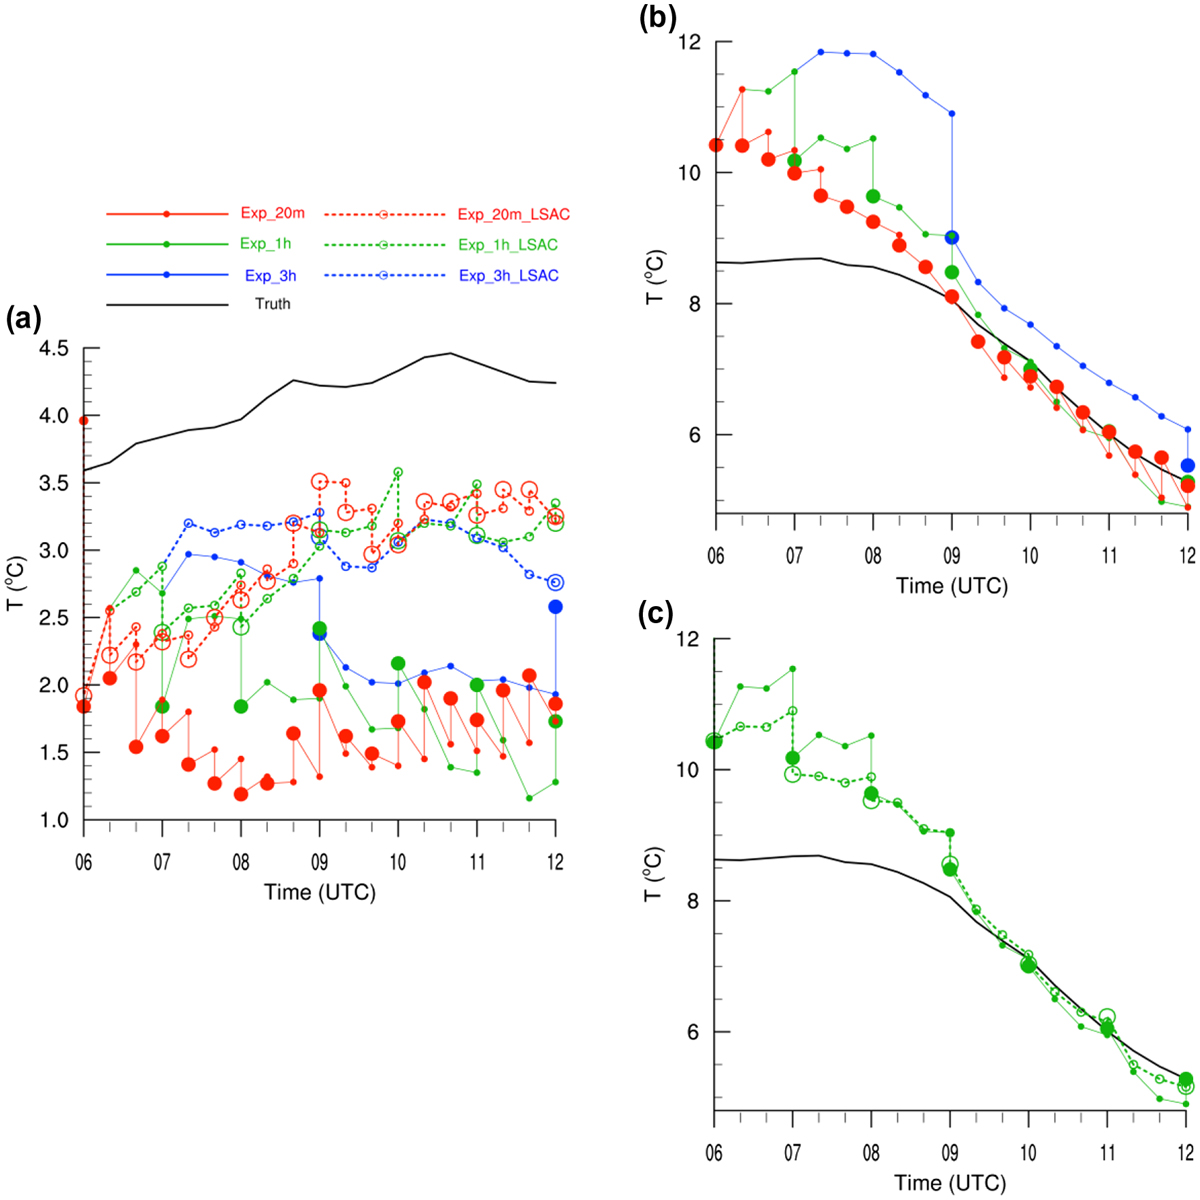 (b)
12
10
8
6
T (°C)
06 07 08 09 10 11 12
Time (UTC)
Exp_20m Exp_20m_LSAC
Exp_1h Exp_1h_LSAC
Exp_3h Exp_3h_LSAC
Truth
(a)
4.5
4.0
3.5
3.0
2.5
2.0
1.5
1.0
T (°C)
06 07 08 09 10 11 12
Time (UTC)
(c)
12
10
8
6
T (°C)
06 07 08 09 10 11 12
Time (UTC)